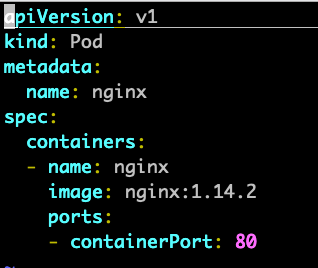 apiVersion: v1
kind: Pod
metadata:
  name: nginx
spec:
  containers:
  - name: nginx
    image: nginx:1.14.2
    ports:
    - containerPort: 80
~